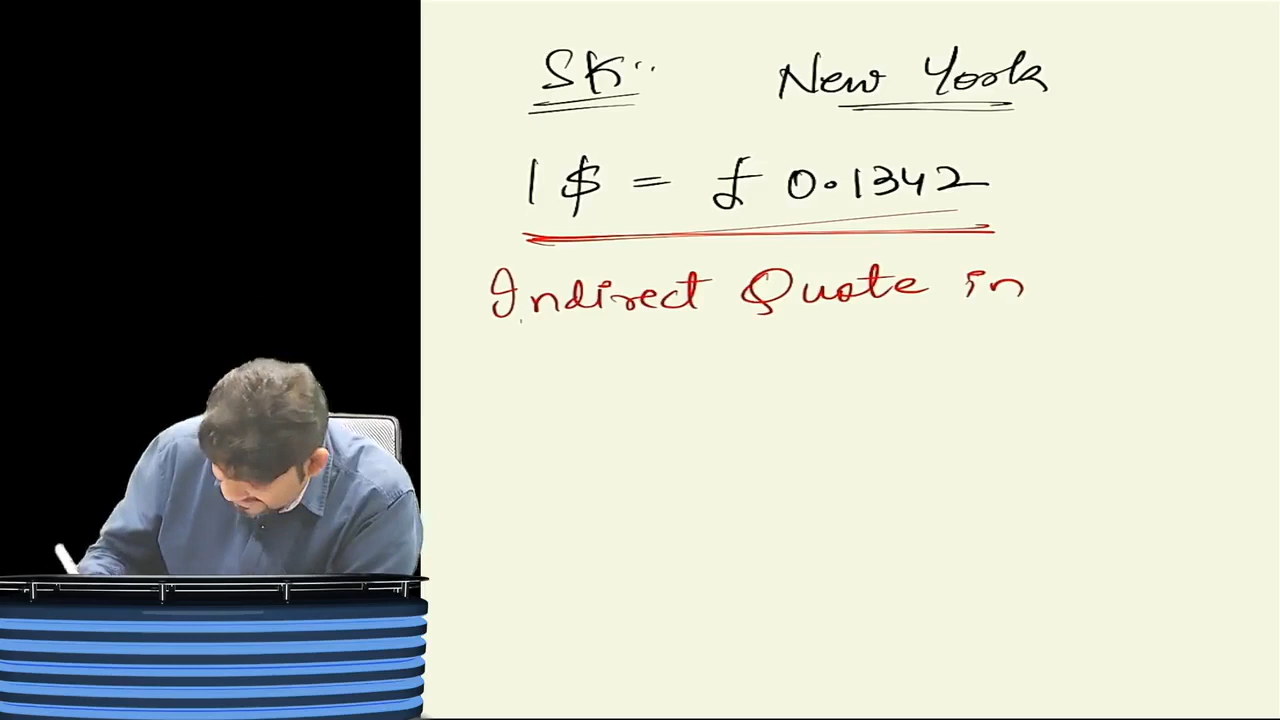 SK¨ New York
1 $ = £ 0.1342
Indirect Quote in